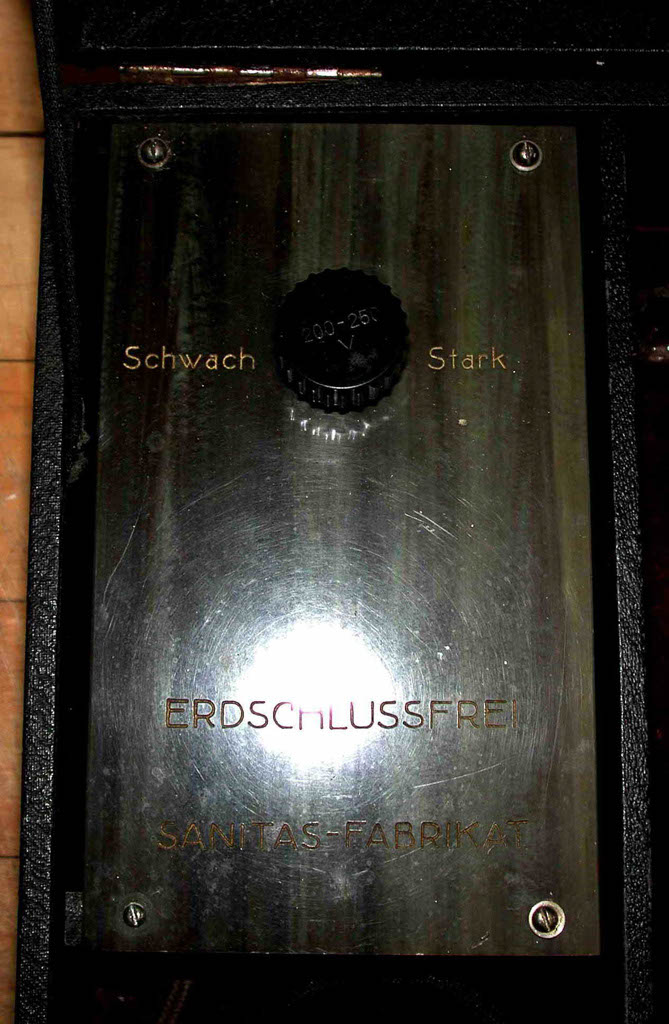 200-250
V
Schwach Stark
ERDSCHLUSSFREI
SANITAS-FABRIKAT